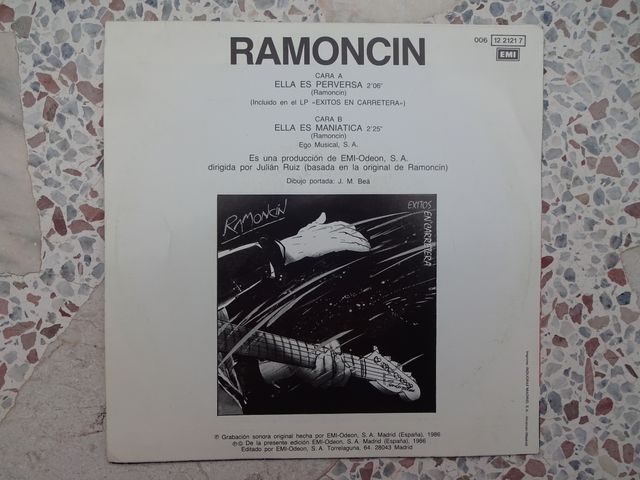 RAMONCIN
006 12 2121 7
EMI
CARA A
ELLA ES PERVERSA 2'06"
(Ramoncin)
(Incluido en el LP «EXITOS EN CARRETERA»)
CARA B
ELLA ES MANIATICA 2'25"
(Ramoncin)
Ego Musical, S. A.
Es una producción de EMI-Odeon, S. A.
dirigida por Julián Ruiz (basada en la original de Ramoncin)
Dibujo portada: J. M. Beá
RAMONCIN
EXITOS
EN CARRETERA
Ⓟ Grabación sonora original hecha por EMI-Odeon, S. A. Madrid (España), 1986
Ⓟ © De la presente edición EMI-Odeon, S. A. Madrid (España), 1986
Editado por EMI-Odeon, S. A. Torrelaguna, 64. 28043 Madrid